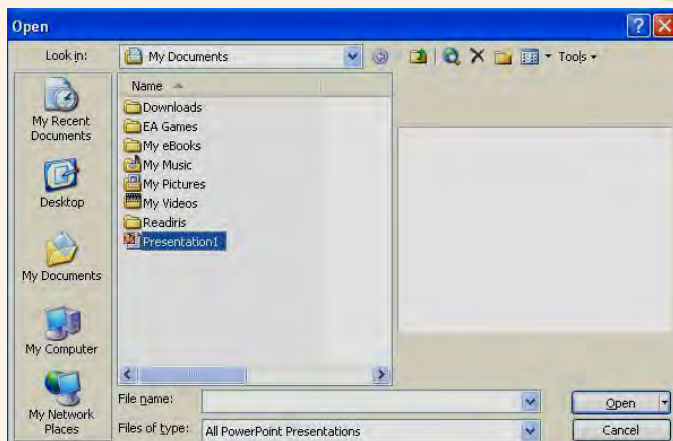 Open
Look in:
My Documents
Tools
Name
My Recent
Documents
Desktop
My Documents
My Computer
My Network
Places
Downloads
EA Games
My eBooks
My Music
My Pictures
My Videos
Readiris
Presentation1
File name:
Open
Files of type:
All PowerPoint Presentations
Cancel